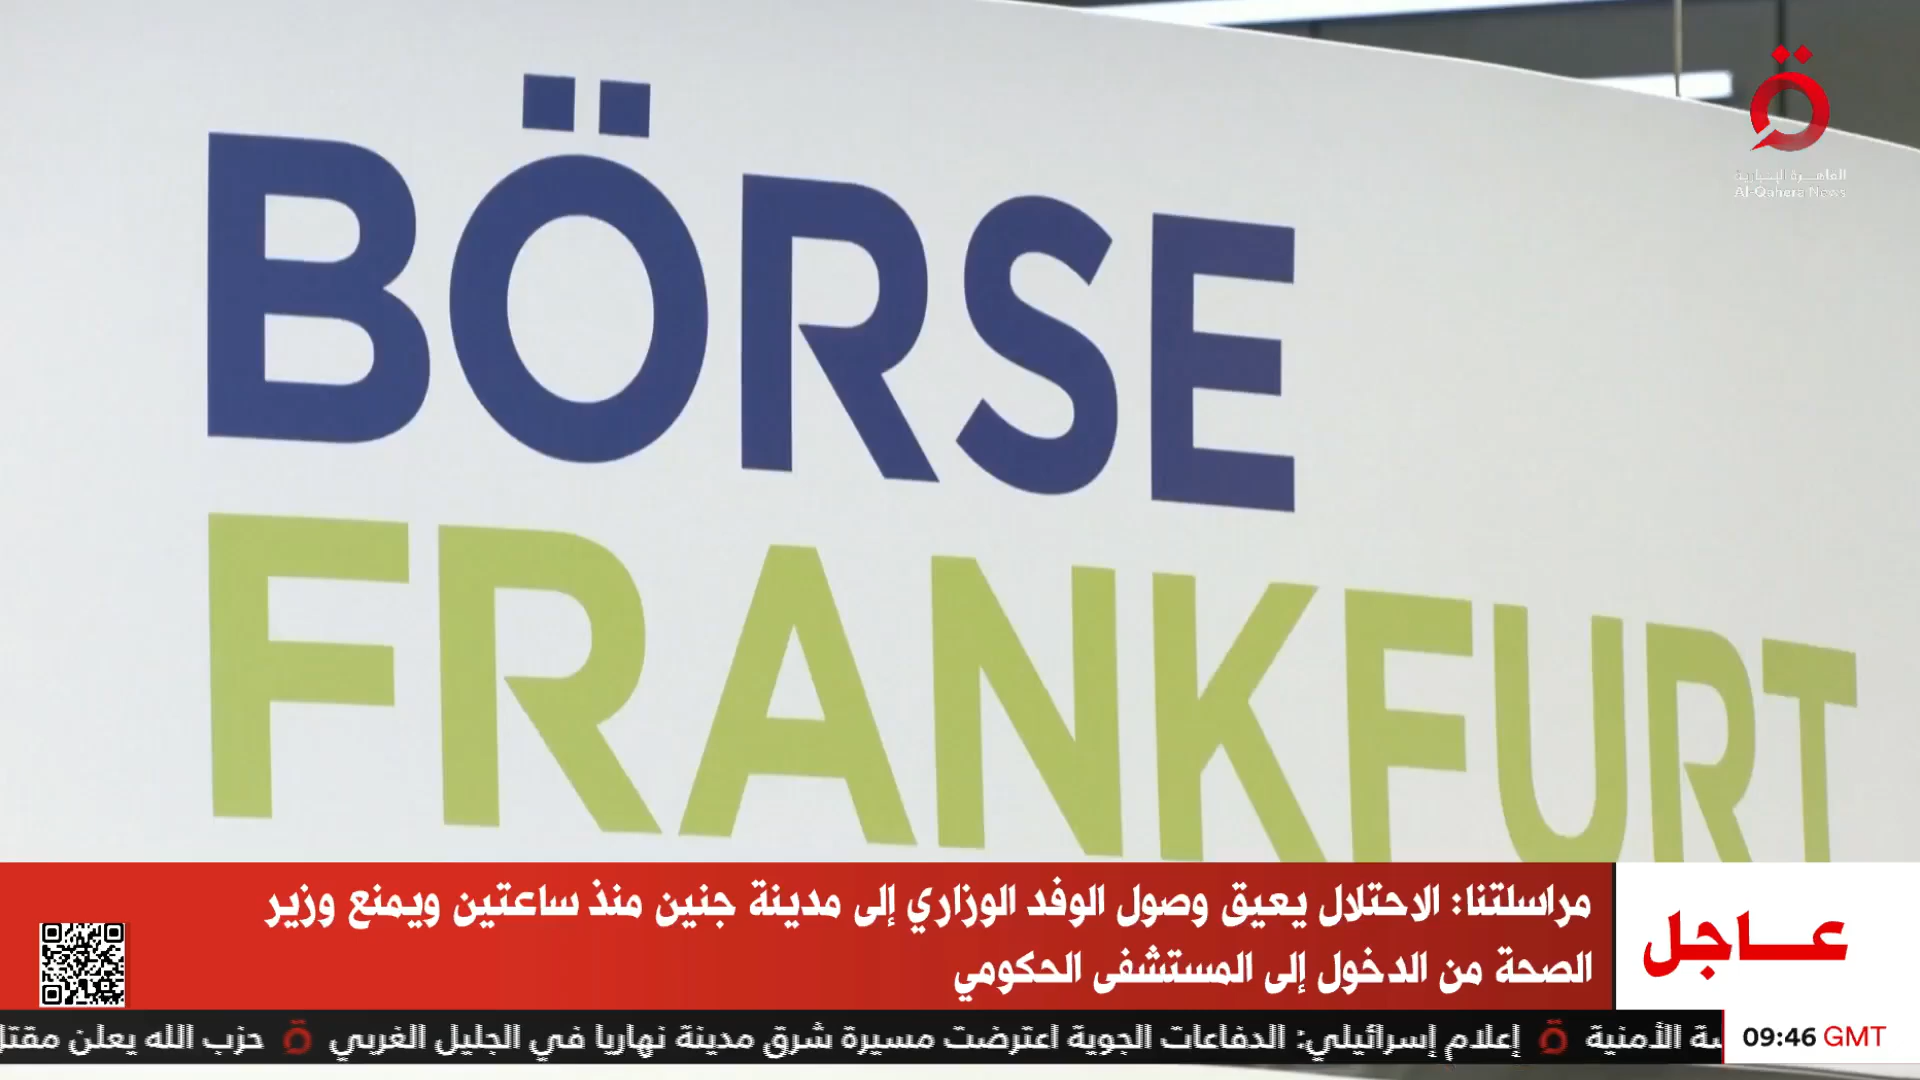 BÖRSE
FRANKFURT
القاهرة الإخبارية
Al-Qahera News
عاجل
مراسلتنا: الاحتلال يعيق وصول الوفد الوزاري إلى مدينة جنين منذ ساعتين ويمنع وزير
الصحة من الدخول إلى المستشفى الحكومي
الأمنية إعلام إسرائيلي: الدفاعات الجوية اعترضت مسيرة شرق مدينة نهاريا في الجليل الغربي حزب الله يعلن مقتل
09:46 GMT